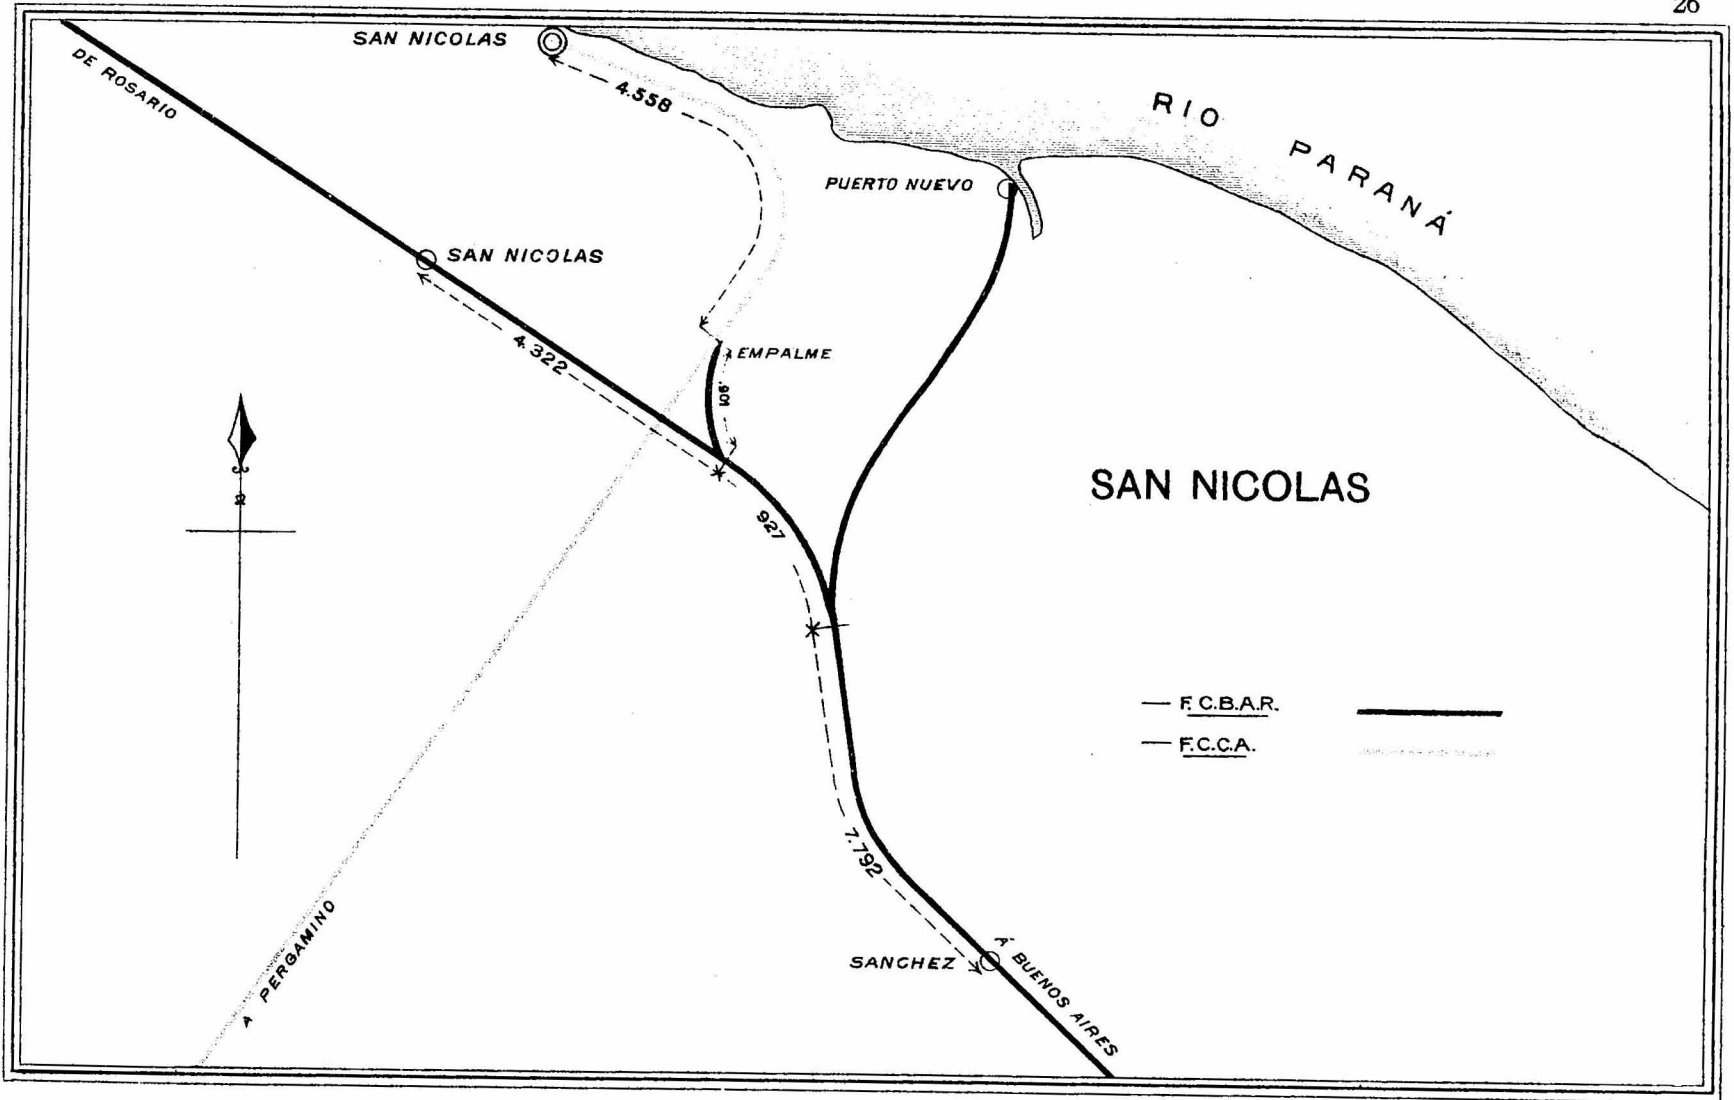 26
SAN NICOLAS
DE ROSARIO
4.558
RIO PARANÁ
PUERTO NUEVO
SAN NICOLAS
4.322
EMPALME
SAN NICOLAS
927
F.C.B.A.R.
F.C.C.A.
7.792
SANCHEZ
A PERGAMINO
Á BUENOS AIRES